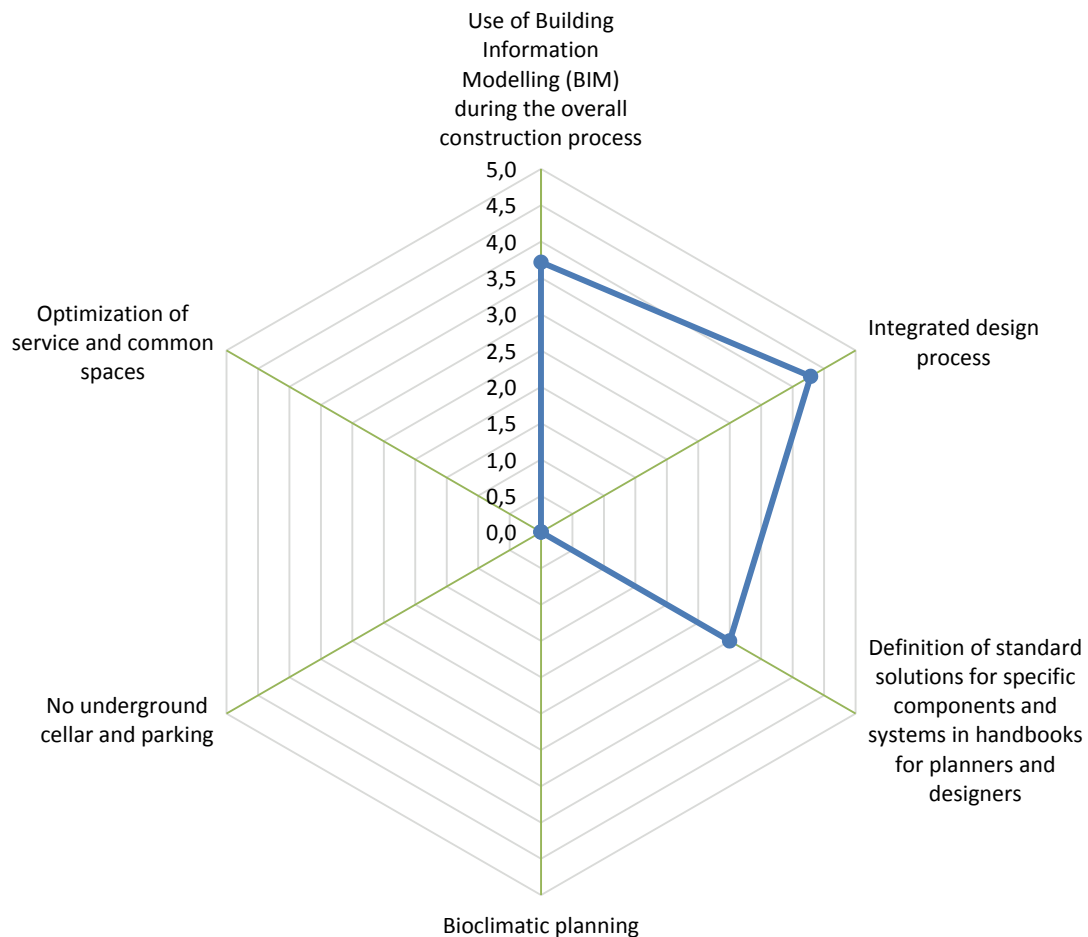 Use of Building
Information
Modelling (BIM)
during the overall
construction process
5,0
4,5
4,0
3,5
3,0
2,5
2,0
1,5
1,0
0,5
0,0
Integrated design
process
Definition of standard
solutions for specific
components and
systems in handbooks
for planners and
designers
Bioclimatic planning
No underground
cellar and parking
Optimization of
service and common
spaces